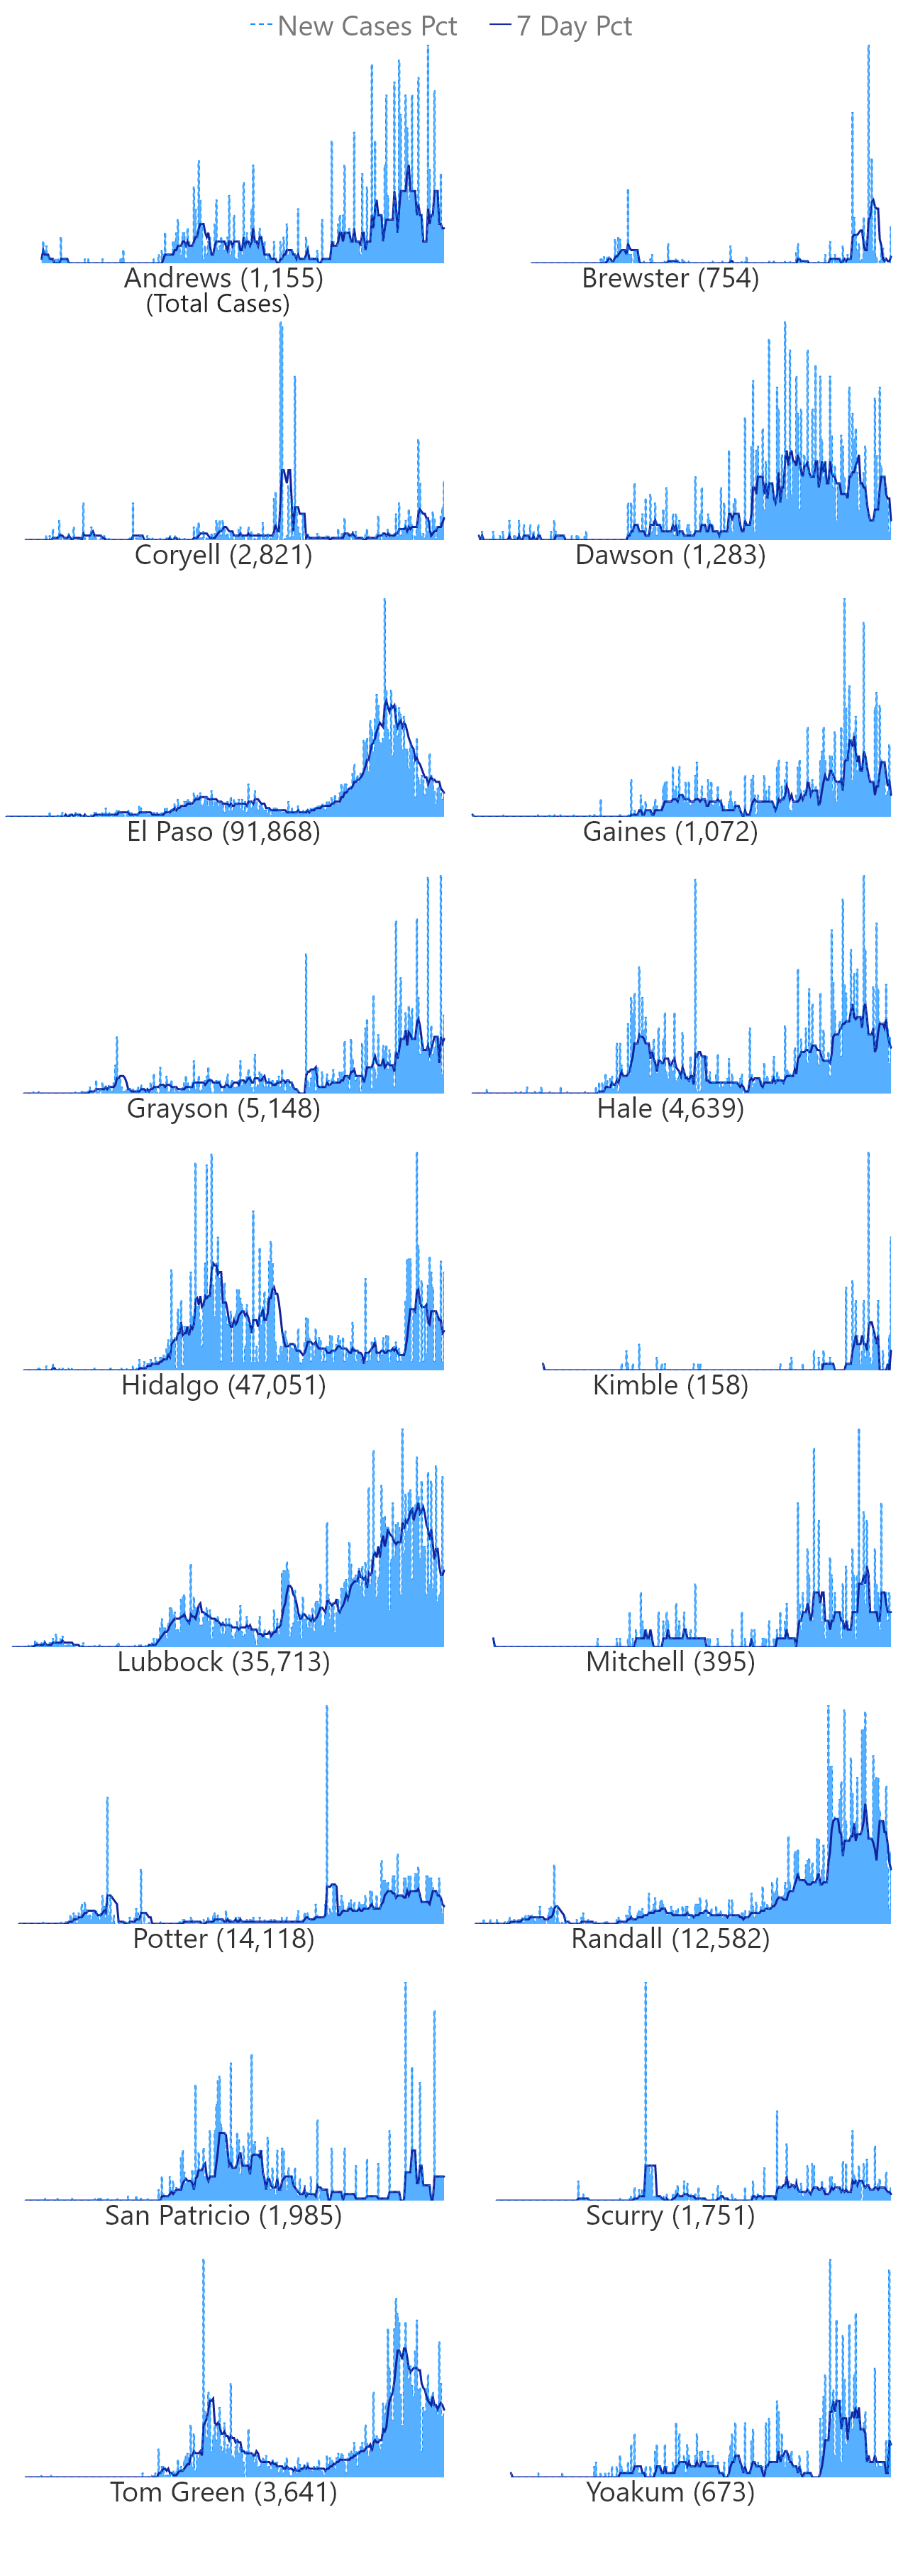 New Cases Pct 7 Day Pct
Andrews (1,155) Brewster (754)
(Total Cases)
Coryell (2,821) Dawson (1,283)
El Paso (91,868) Gaines (1,072)
Grayson (5,148) Hale (4,639)
Hidalgo (47,051) Kimble (158)
Lubbock (35,713) Mitchell (395)
Potter (14,118) Randall (12,582)
San Patricio (1,985) Scurry (1,751)
Tom Green (3,641) Yoakum (673)